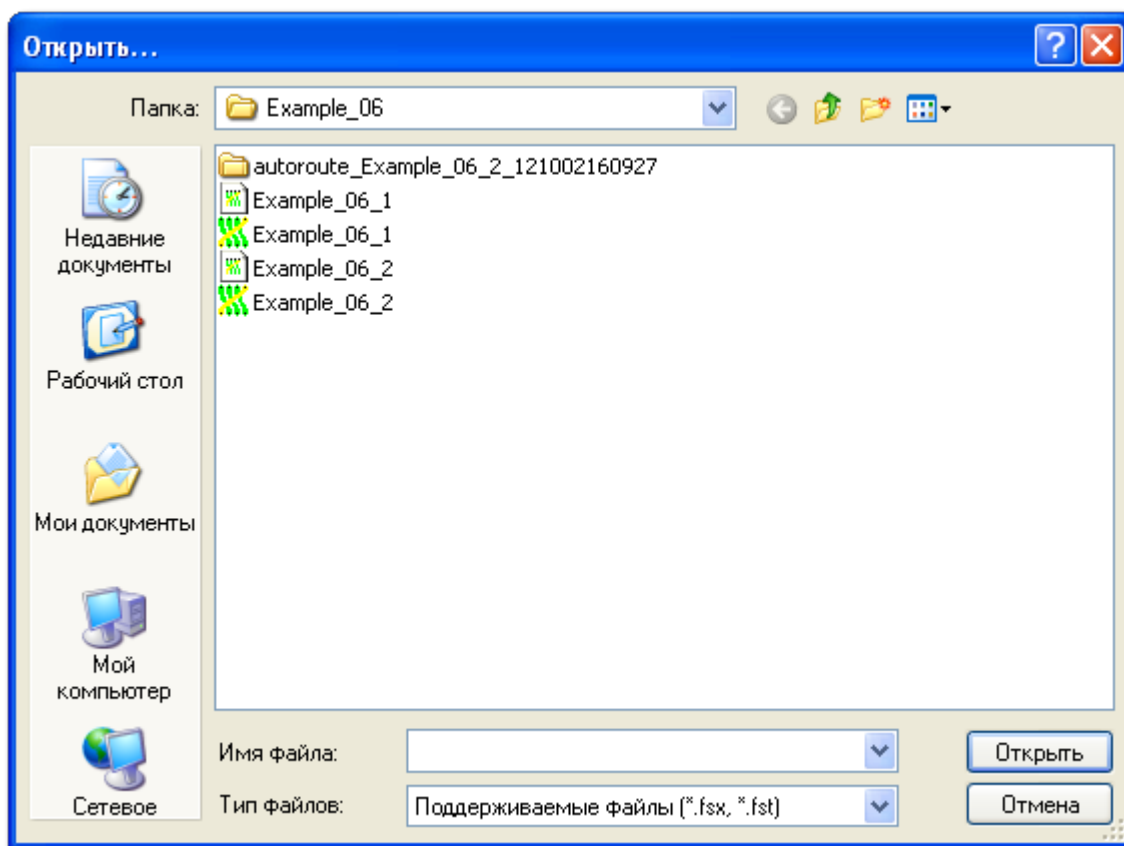 Открыть...
Папка: Example_06
autoroute_Example_06_2_121002160927
Example_06_1
Example_06_1
Example_06_2
Example_06_2
Недавние
документы
Рабочий стол
Мои документы
Мой
компьютер
Сетевое
Имя файла:
Открыть
Тип файлов: Поддерживаемые файлы (*.fsx, *.fst)
Отмена